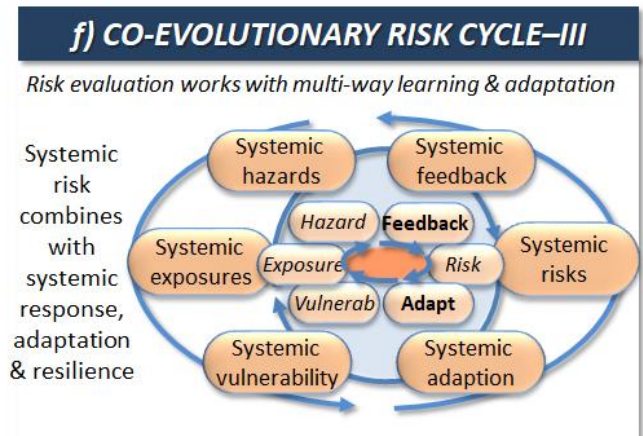 f) CO-EVOLUTIONARY RISK CYCLE–III
Risk evaluation works with multi-way learning & adaptation
Systemic
risk
combines
with
systemic
response,
adaptation
& resilience
Systemic
hazards
Systemic
feedback
Hazard
Feedback
Systemic
exposures
Exposure
Risk
Systemic
risks
Vulnerab
Adapt
Systemic
vulnerability
Systemic
adaption